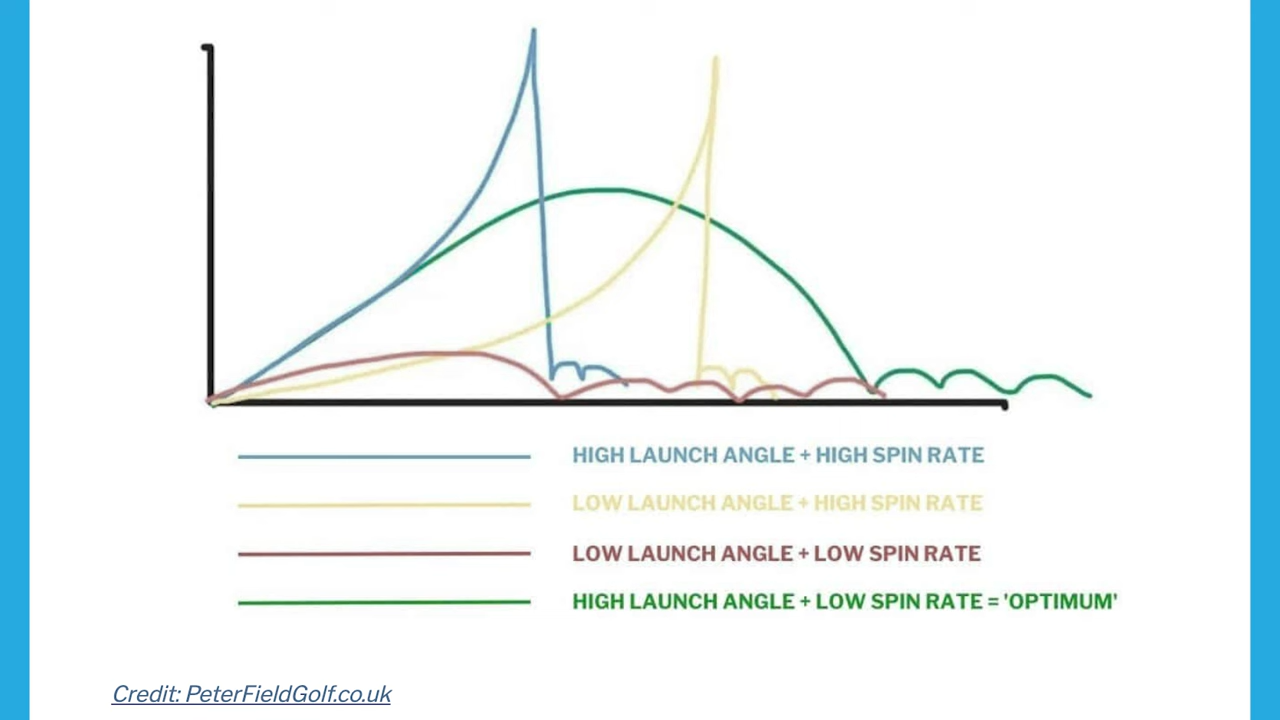 HIGH LAUNCH ANGLE + HIGH SPIN RATE
LOW LAUNCH ANGLE + HIGH SPIN RATE
LOW LAUNCH ANGLE + LOW SPIN RATE
HIGH LAUNCH ANGLE + LOW SPIN RATE = 'OPTIMUM'
Credit: PeterFieldGolf.co.uk